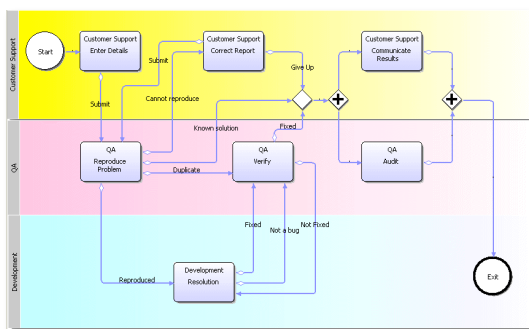 Customer Support
Start
Customer Support
Enter Details
Customer Support
Correct Report
Customer Support
Communicate
Results
Submit
Give Up
Cannot reproduce
Submit
Known solution
Fixed
QA
QA
Reproduce
Problem
Duplicate
QA
Verify
QA
Audit
Fixed
Not a bug
Not Fixed
Development
Reproduced
Development
Resolution
Exit